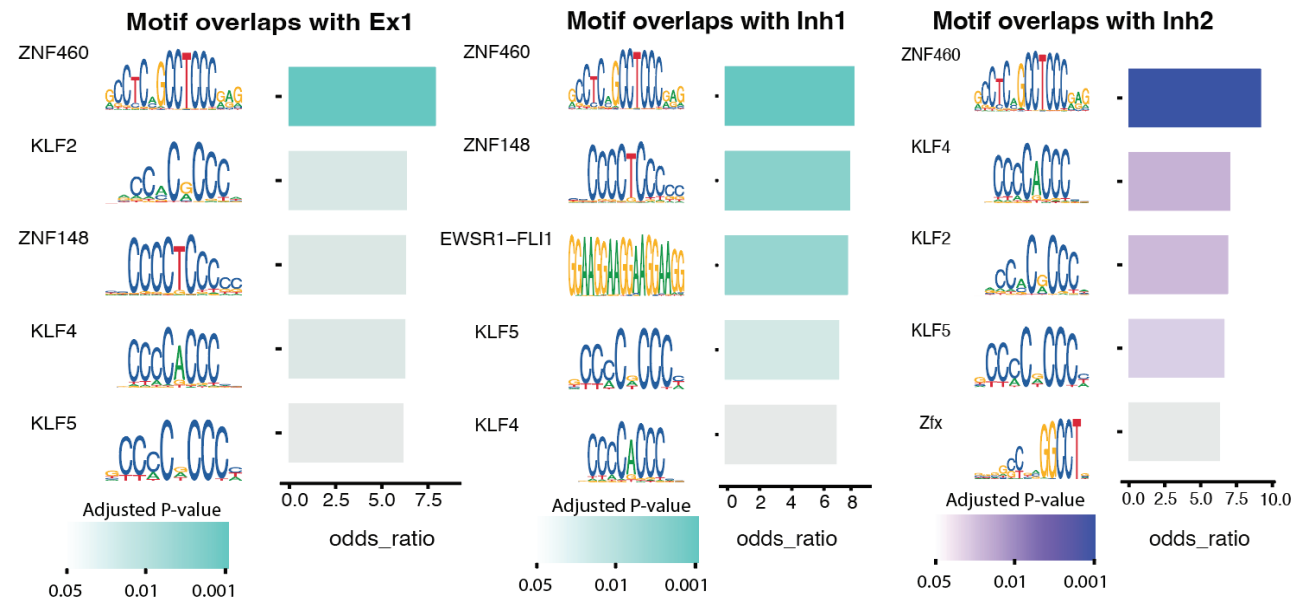 Motif overlaps with Ex1
ZNF460
KLF2
ZNF148
KLF4
KLF5
0.0 2.5 5.0 7.5
odds_ratio
Adjusted P-value
0.05 0.01 0.001
Motif overlaps with Inh1
ZNF460
ZNF148
EWSR1−FLI1
KLF5
KLF4
0 2 4 6 8
odds_ratio
Adjusted P-value
0.05 0.01 0.001
Motif overlaps with Inh2
ZNF460
KLF4
KLF2
KLF5
Zfx
0.0 2.5 5.0 7.5 10.0
odds_ratio
Adjusted P-value
0.05 0.01 0.001